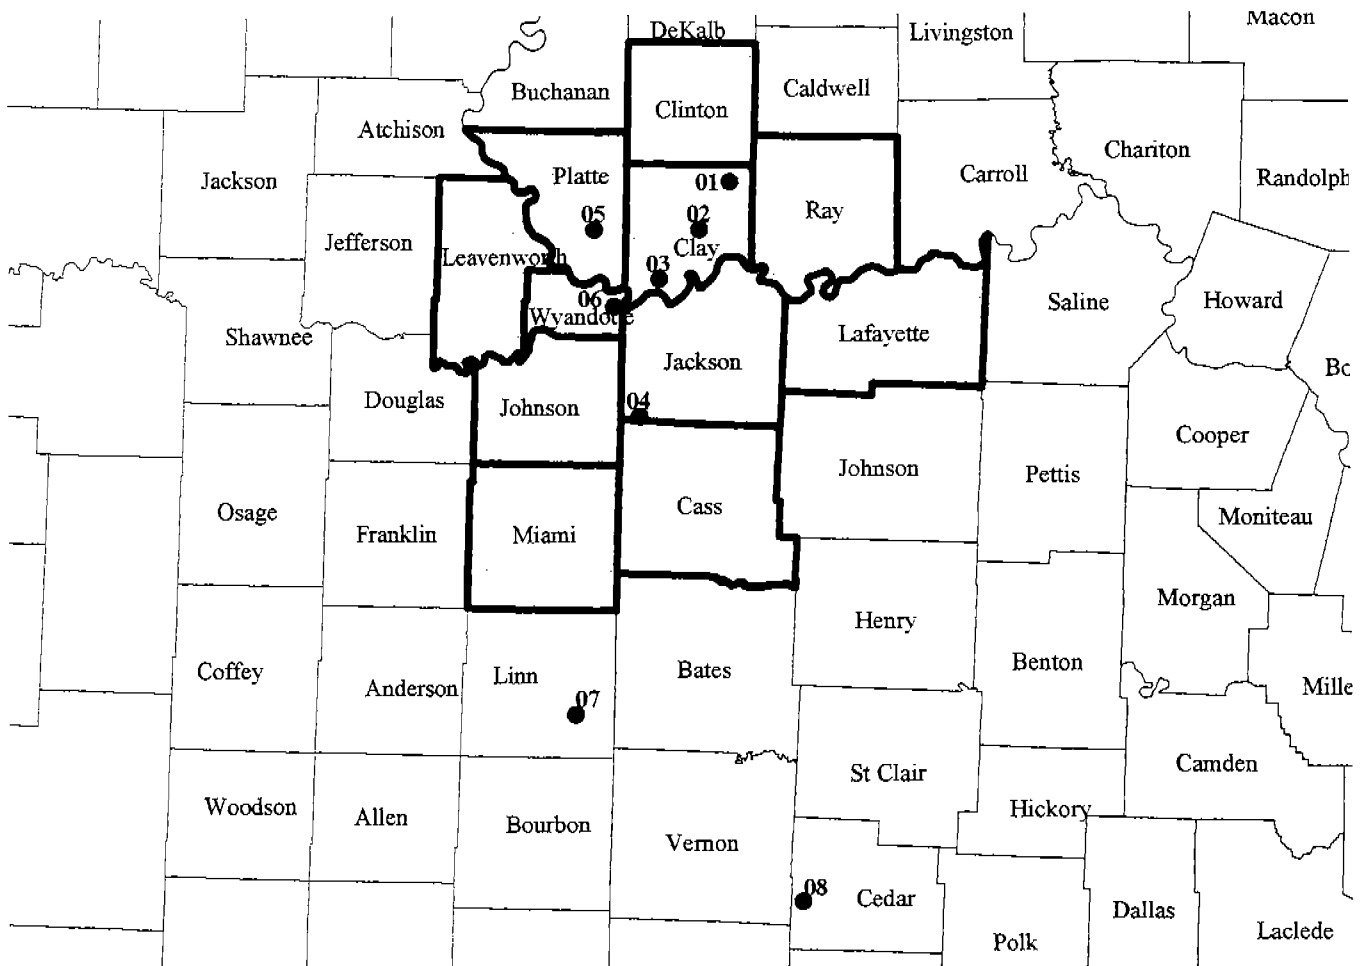 Macon
DeKalb
Livingston
Buchanan
Caldwell
Clinton
Atchison
Chariton
Carroll
Platte
01
Jackson
Randolph
Ray
05
02
Jefferson
Clay
Leavenworth
03
06
Saline
Howard
Wyandotte
Shawnee
Lafayette
Jackson
Bo
Douglas
Johnson
04
Cooper
Johnson
Pettis
Cass
Osage
Moniteau
Franklin
Miami
Morgan
Henry
Benton
Coffey
Linn
Bates
Anderson
Mille
07
Camden
St Clair
Woodson
Hickory
Allen
Bourbon
Vernon
08
Cedar
Dallas
Laclede
Polk